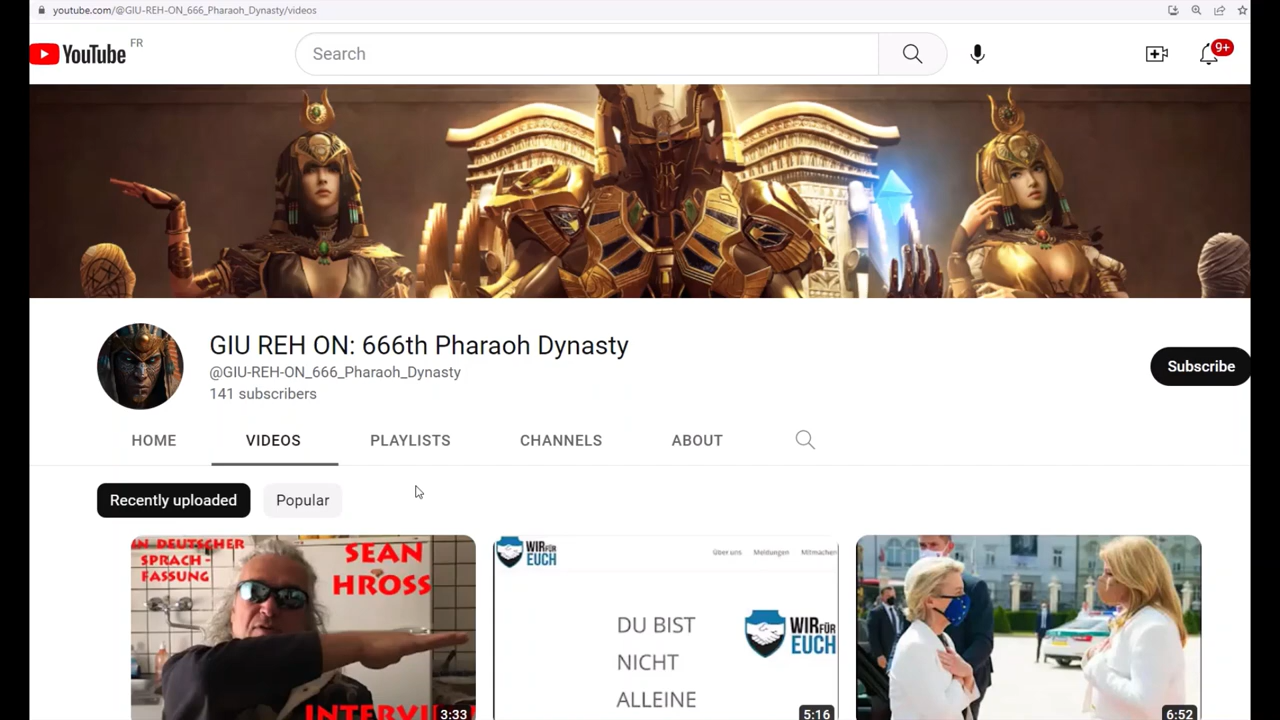 youtube.com/@GIU-REH-ON_666_Pharaoh_Dynasty/videos
YouTube FR
Search
9+
GIU REH ON: 666th Pharaoh Dynasty
@GIU-REH-ON_666_Pharaoh_Dynasty
141 subscribers
Subscribe
HOME VIDEOS PLAYLISTS CHANNELS ABOUT
Recently uploaded Popular
IN DEUTSCHER
SPRACH-
FASSUNG
SEAN
HROSS
INTERVI
3:33
WIR FÜR
EUCH
Über uns Meldungen Mitmachen
DU BIST
NICHT
ALLEINE
WIR FÜR
EUCH
5:16
6:52